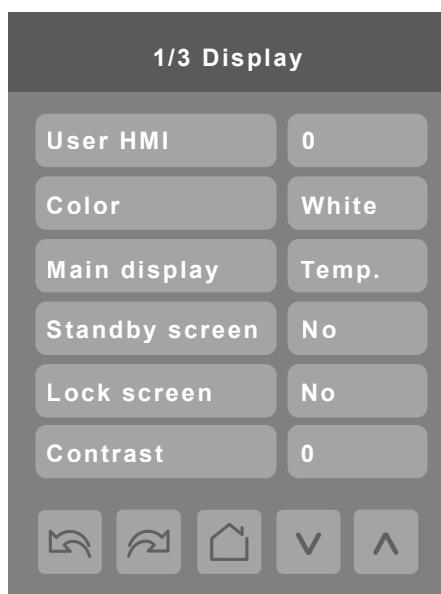 1/3 Display
User HMI 0
Color White
Main display Temp.
Standby screen No
Lock screen No
Contrast 0